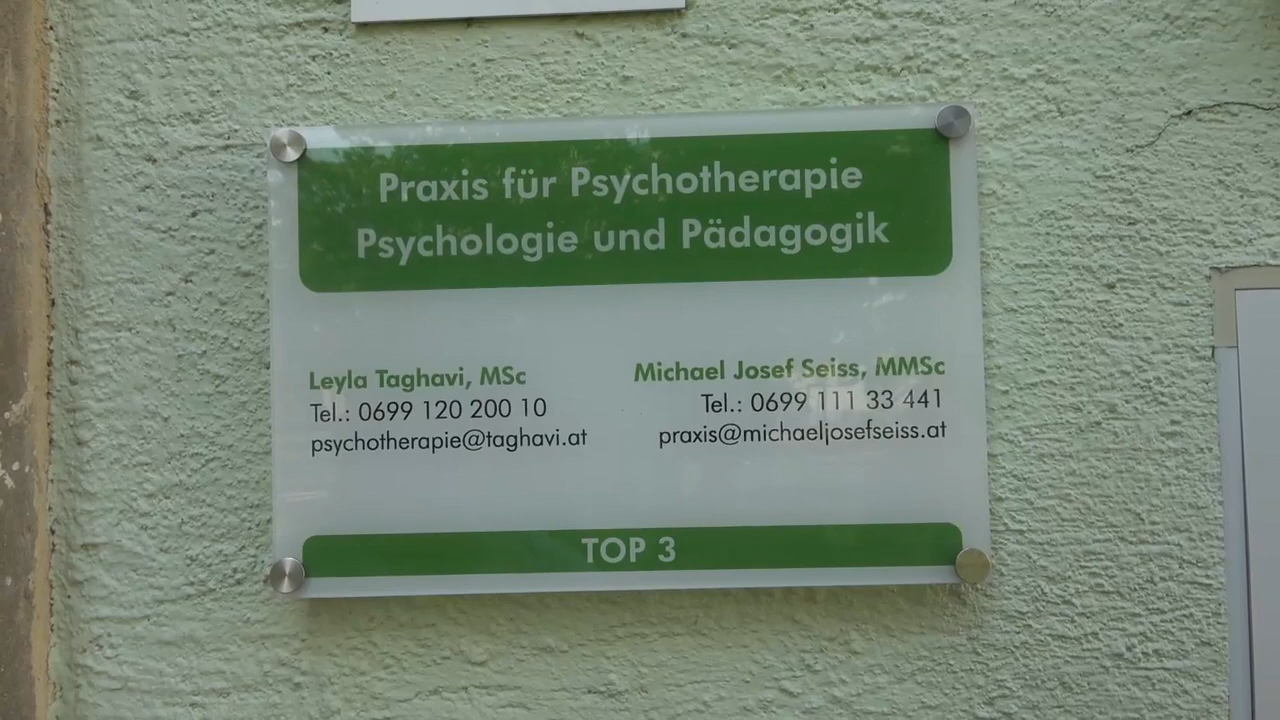 Praxis für Psychotherapie
Psychologie und Pädagogik
Leyla Taghavi, MSc
Tel.: 0699 120 200 10
psychotherapie@taghavi.at
Michael Josef Seiss, MMSc
Tel.: 0699 111 33 441
praxis@michaeljosefseiss.at
TOP 3